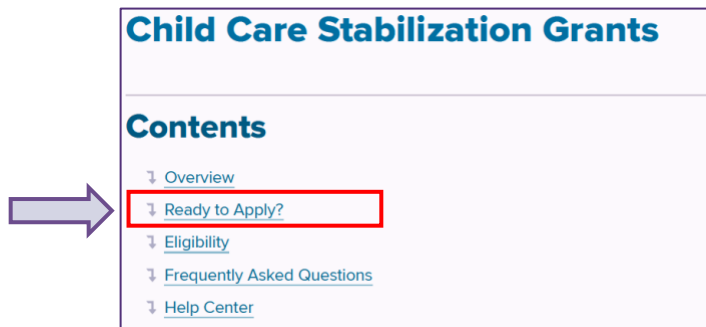 Child Care Stabilization Grants
Contents
Overview
Ready to Apply?
Eligibility
Frequently Asked Questions
Help Center